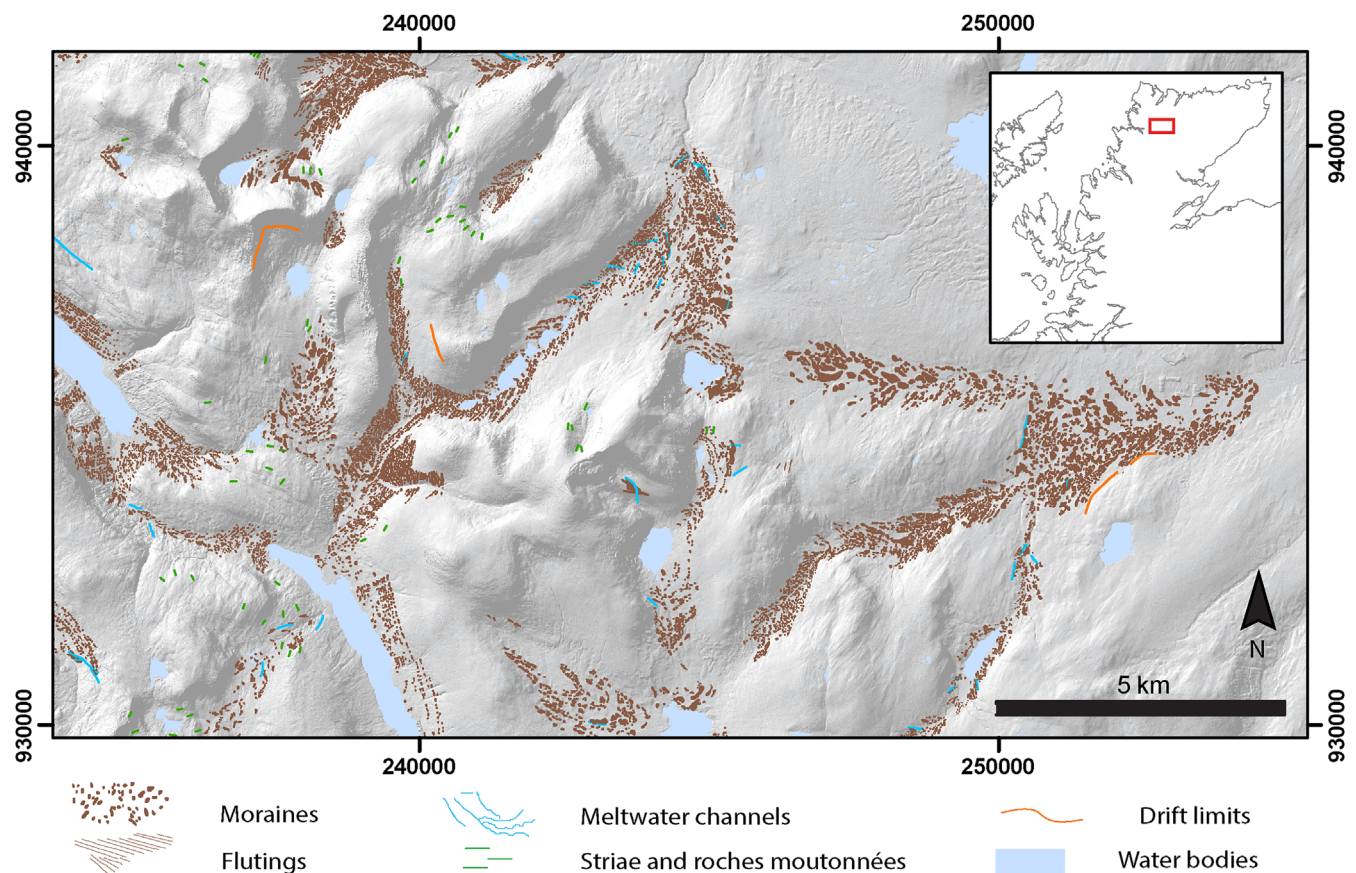 240000
250000
940000
940000
N
5 km
930000
930000
240000
250000
Moraines
Meltwater channels
Drift limits
Flutings
Striae and roches moutonnées
Water bodies